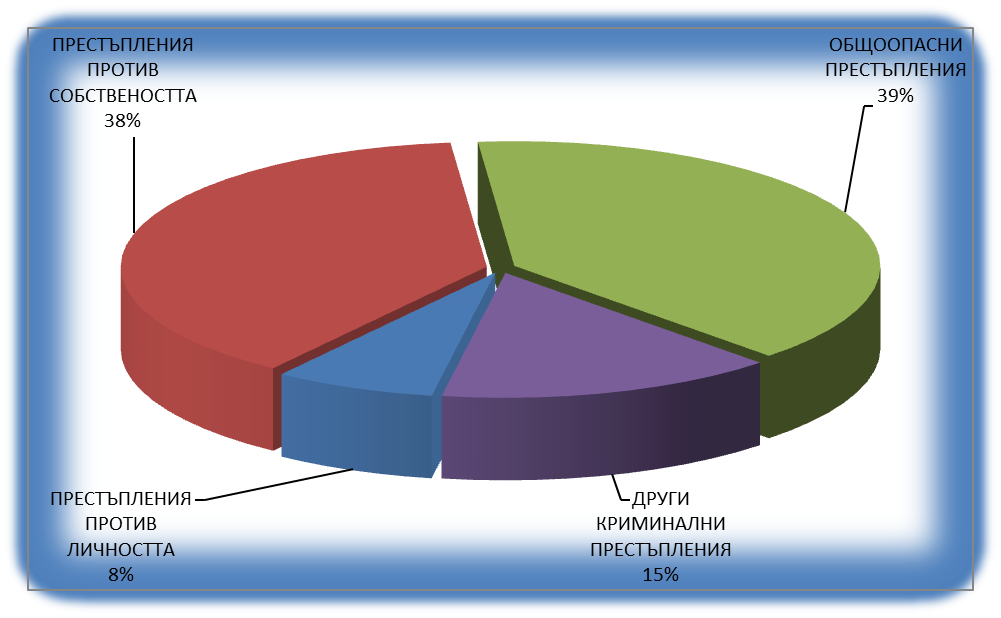 ПРЕСТЪПЛЕНИЯ
ПРОТИВ
СОБСТВЕНОСТТА
38%
ОБЩООПАСНИ
ПРЕСТЪПЛЕНИЯ
39%
ПРЕСТЪПЛЕНИЯ
ПРОТИВ
ЛИЧНОСТТА
8%
ДРУГИ
КРИМИНАЛНИ
ПРЕСТЪПЛЕНИЯ
15%